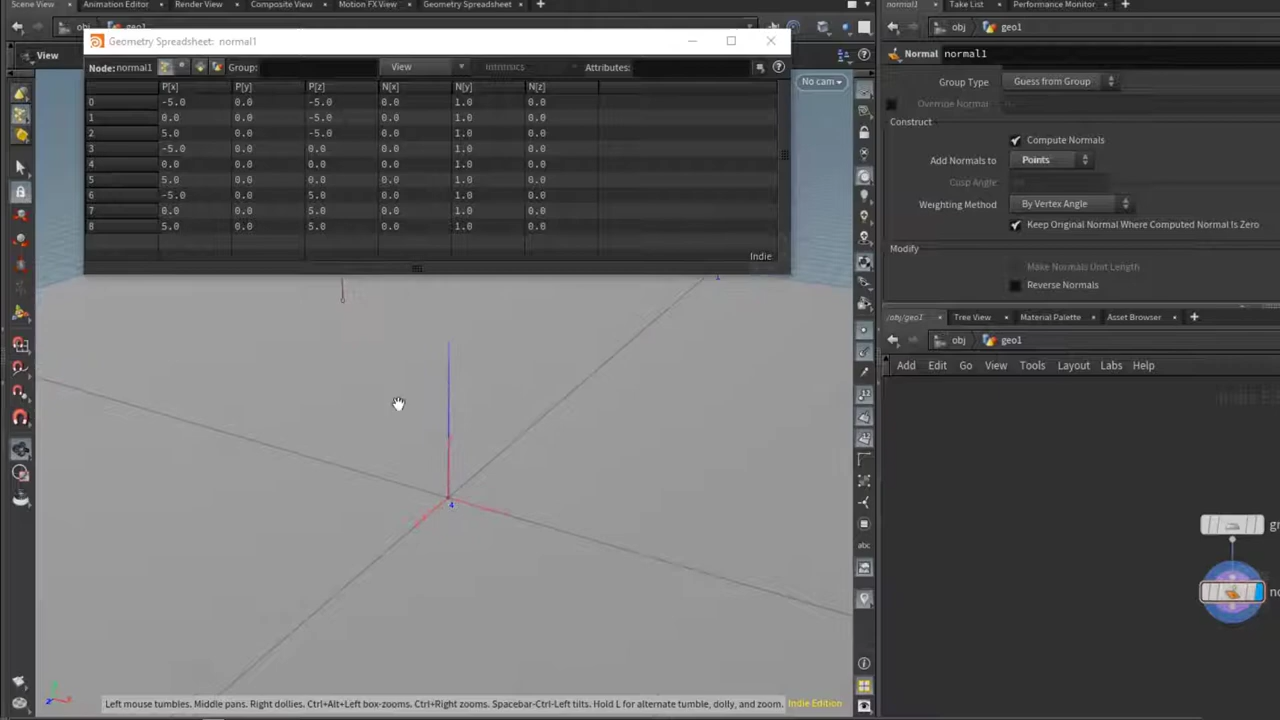 Scene View Animation Editor Render View Composite View Motion FX View Geometry Spreadsheet
obj geo1
Geometry Spreadsheet: normal1
View
Node: normal1 Group: View Intrinsics Attributes:
P[x] P[y] P[z] N[x] N[y] N[z]
0 -5.0 0.0 -5.0 0.0 1.0 0.0
1 0.0 0.0 -5.0 0.0 1.0 0.0
2 5.0 0.0 -5.0 0.0 1.0 0.0
3 -5.0 0.0 0.0 0.0 1.0 0.0
4 0.0 0.0 0.0 0.0 1.0 0.0
5 5.0 0.0 0.0 0.0 1.0 0.0
6 -5.0 0.0 5.0 0.0 1.0 0.0
7 0.0 0.0 5.0 0.0 1.0 0.0
8 5.0 0.0 5.0 0.0 1.0 0.0
Indie
No cam
1
4
12
12
abc
Left mouse tumbles. Middle pans. Right dollies. Ctrl+Alt+Left box-zooms. Ctrl+Right zooms. Spacebar-Ctrl-Left tilts. Hold L for alternate tumble, dolly, and zoom. Indie Edition
normal1 Take List Performance Monitor
obj geo1
Normal normal1
Group Type Guess from Group
Override Normal
Construct
Compute Normals
Add Normals to Points
Cusp Angle
Weighting Method By Vertex Angle
Keep Original Normal Where Computed Normal Is Zero
Modify
Make Normals Unit Length
Reverse Normals
/obj/geo1 Tree View Material Palette Asset Browser
obj geo1
Add Edit Go View Tools Layout Labs Help
gr
no